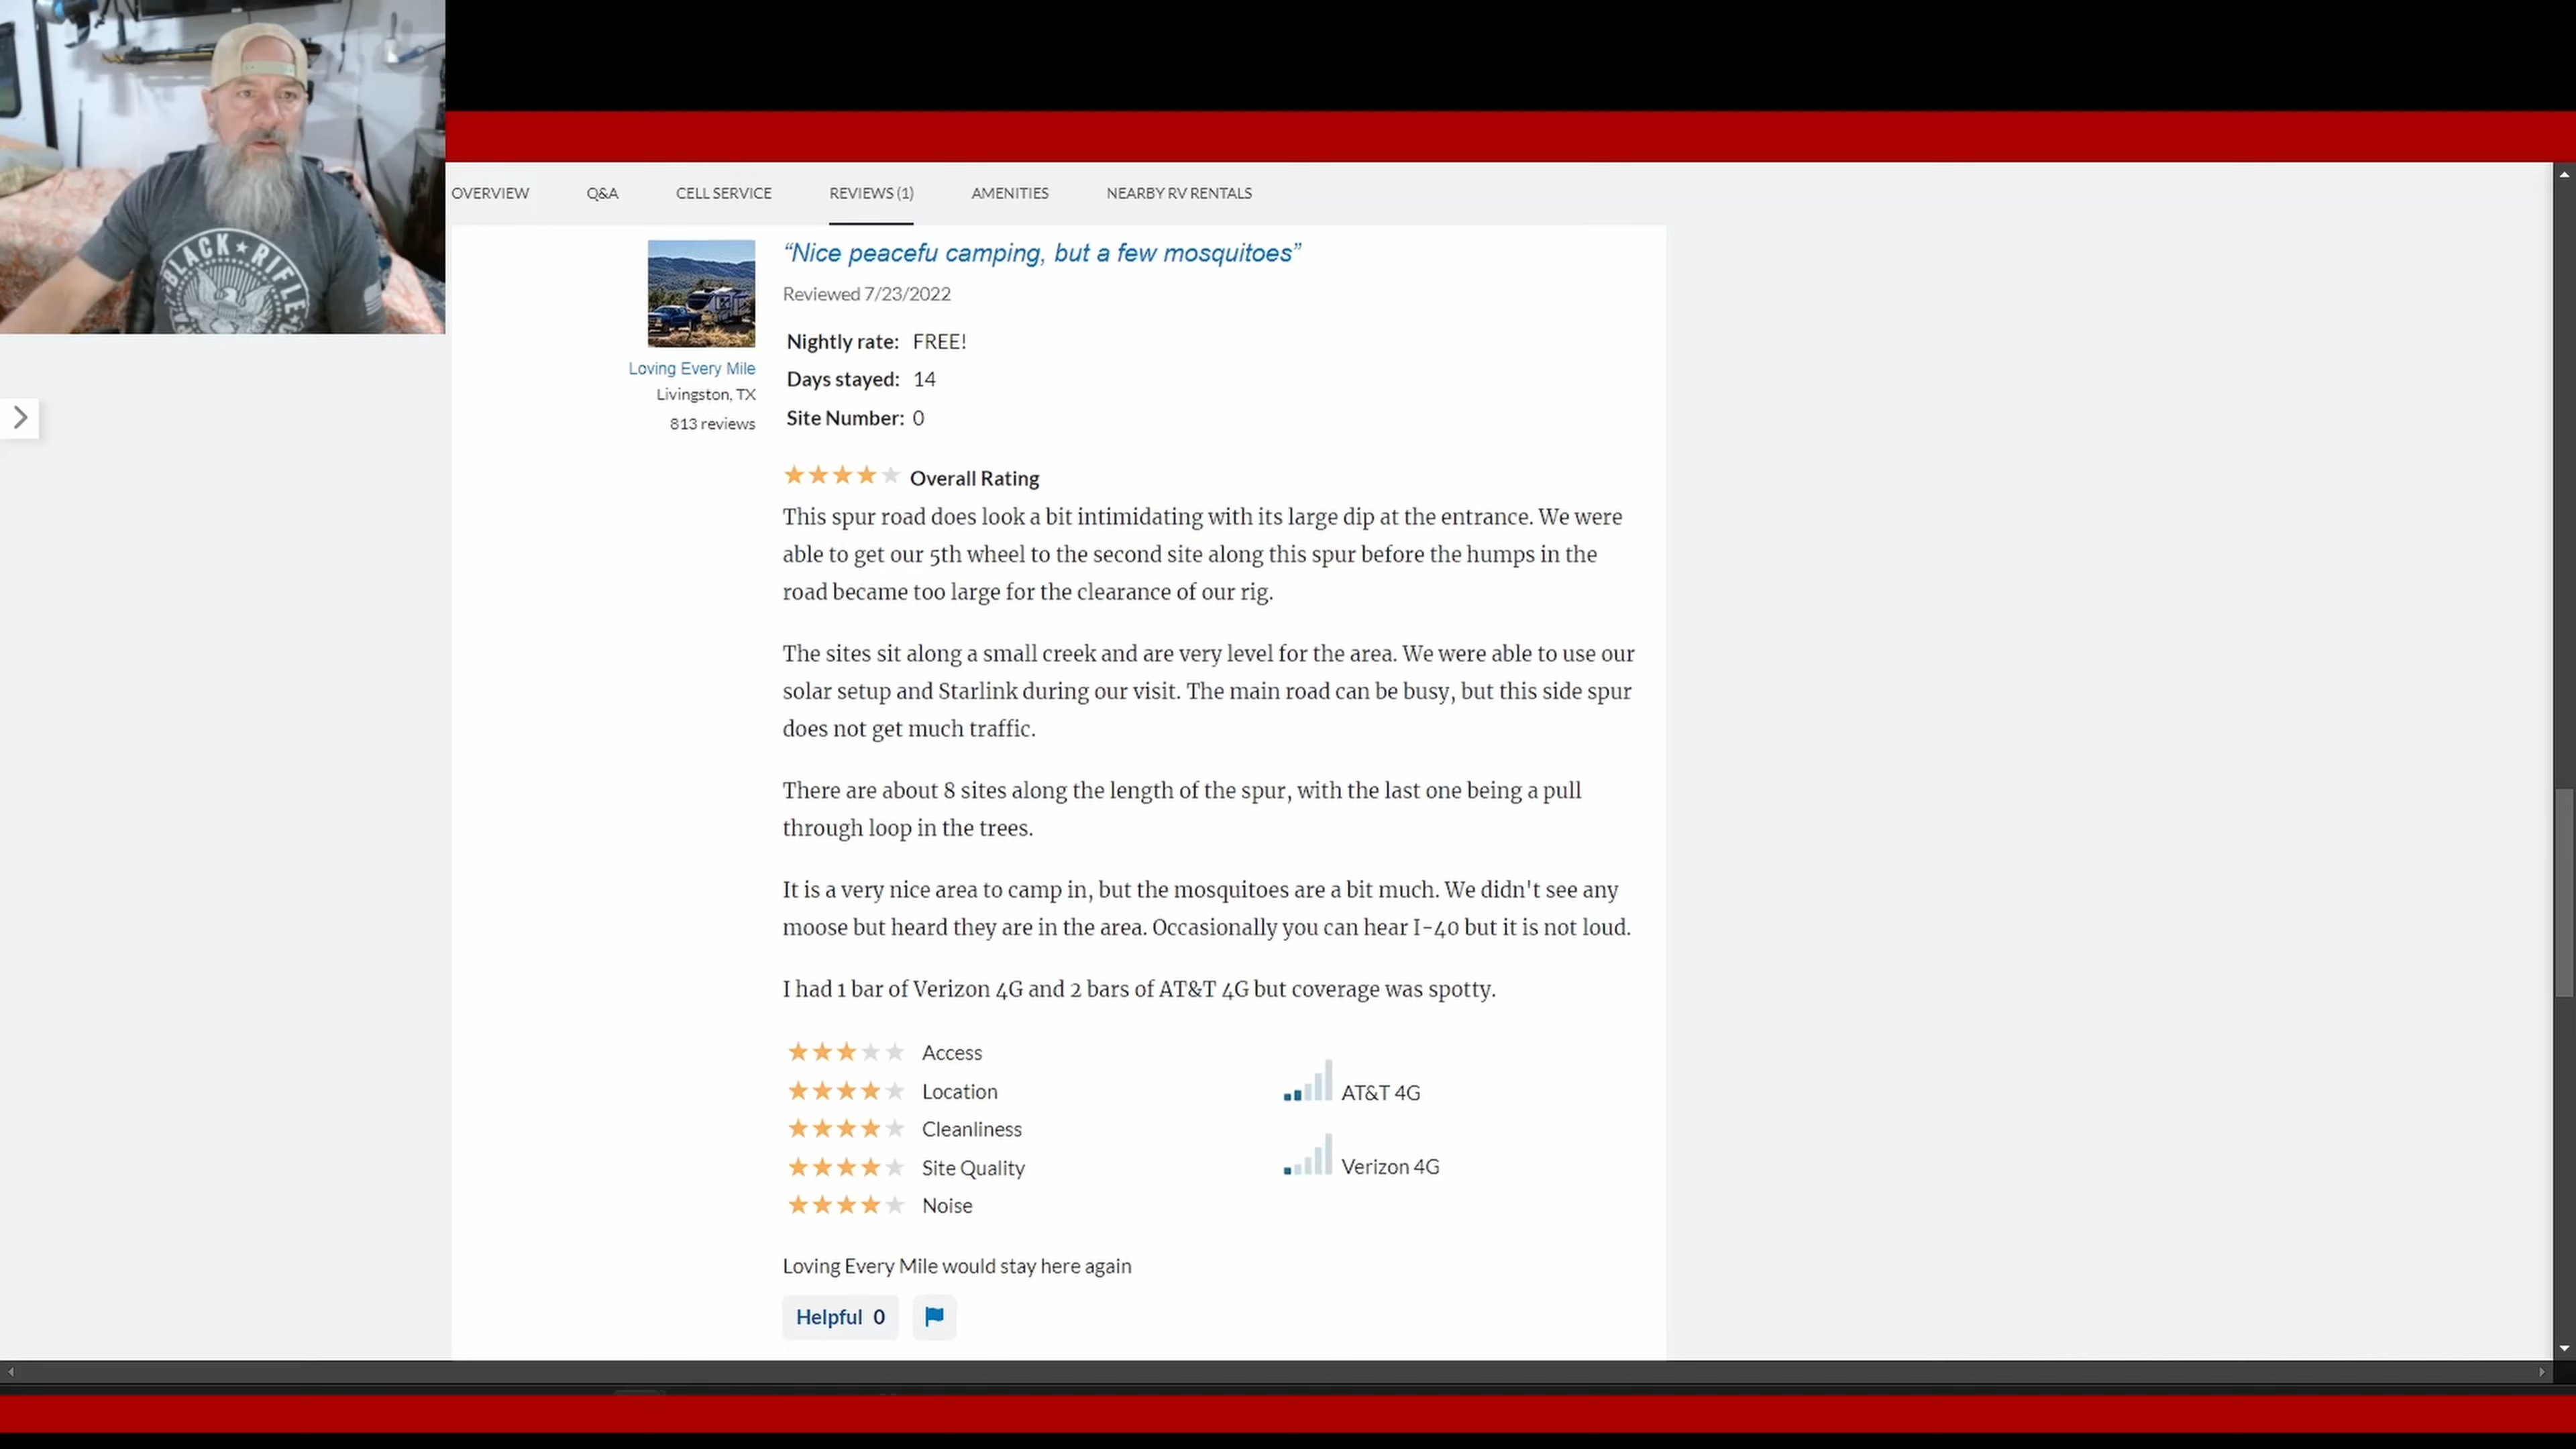 BLACK ★ RIFLE
OVERVIEW
Q&A
CELL SERVICE
REVIEWS (1)
AMENITIES
NEARBY RV RENTALS
Loving Every Mile
Livingston, TX
813 reviews
“Nice peacefu camping, but a few mosquitoes”
Reviewed 7/23/2022
Nightly rate: FREE!
Days stayed: 14
Site Number: 0
Overall Rating
This spur road does look a bit intimidating with its large dip at the entrance. We were
able to get our 5th wheel to the second site along this spur before the humps in the
road became too large for the clearance of our rig.
The sites sit along a small creek and are very level for the area. We were able to use our
solar setup and Starlink during our visit. The main road can be busy, but this side spur
does not get much traffic.
There are about 8 sites along the length of the spur, with the last one being a pull
through loop in the trees.
It is a very nice area to camp in, but the mosquitoes are a bit much. We didn't see any
moose but heard they are in the area. Occasionally you can hear I-40 but it is not loud.
I had 1 bar of Verizon 4G and 2 bars of AT&T 4G but coverage was spotty.
Access
Location
Cleanliness
Site Quality
Noise
AT&T 4G
Verizon 4G
Loving Every Mile would stay here again
Helpful 0